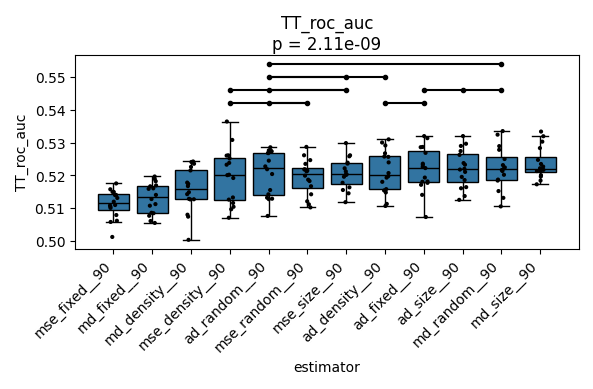 TT_roc_auc
p = 2.11e-09
TT_roc_auc
0.55
0.54
0.53
0.52
0.51
0.50
mse_fixed__90
md_fixed__90
md_density__90
mse_density__90
ad_random__90
mse_random__90
mse_size__90
ad_density__90
ad_fixed__90
ad_size__90
md_random__90
md_size__90
estimator